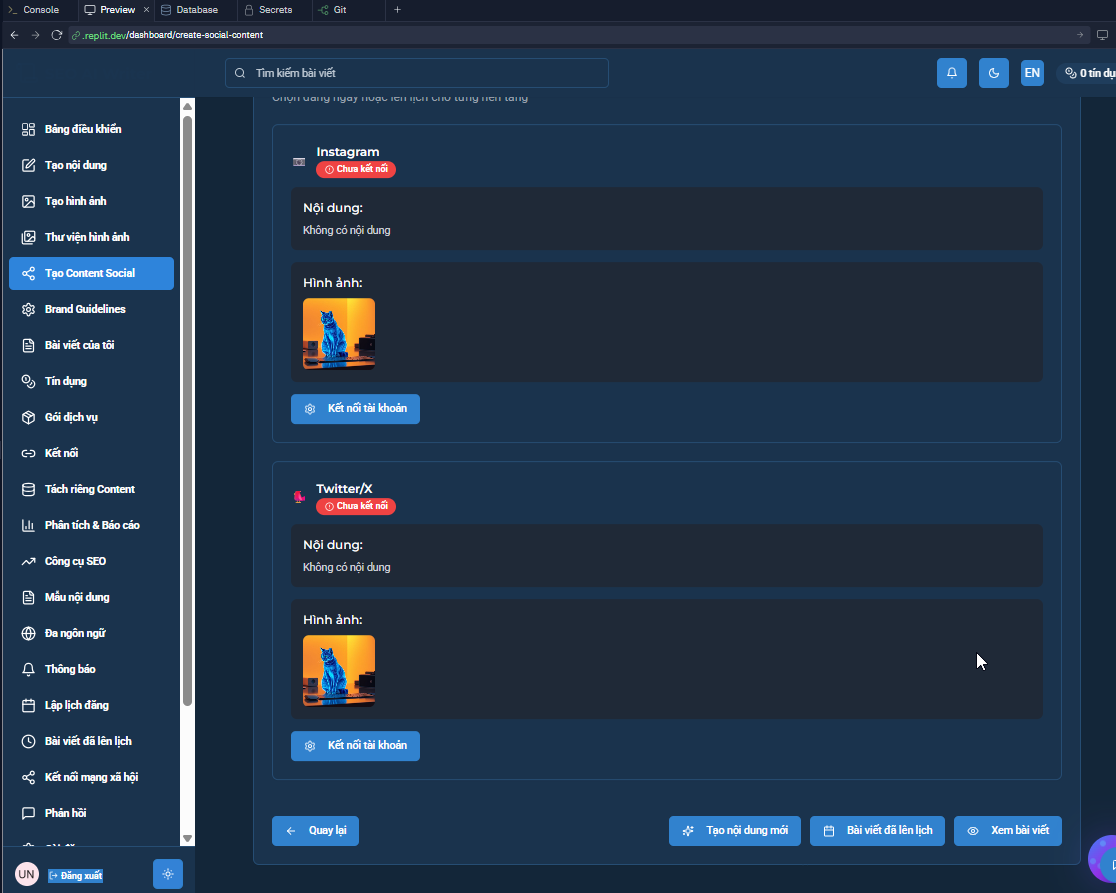 Console
Preview
Database
Secrets
Git
.replit.dev/dashboard/create-social-content
Tìm kiếm bài viết
EN
0 tín dụ
Bảng điều khiển
Tạo nội dung
Tạo hình ảnh
Thư viện hình ảnh
Tạo Content Social
Brand Guidelines
Bài viết của tôi
Tín dụng
Gói dịch vụ
Kết nối
Tách riêng Content
Phân tích & Báo cáo
Công cụ SEO
Mẫu nội dung
Đa ngôn ngữ
Thông báo
Lập lịch đăng
Bài viết đã lên lịch
Kết nối mạng xã hội
Phản hồi
UN
Đăng xuất
Chọn đăng ngay hoặc lên lịch cho từng nền tảng
Instagram
Chưa kết nối
Nội dung:
Không có nội dung
Hình ảnh:
Kết nối tài khoản
Twitter/X
Chưa kết nối
Nội dung:
Không có nội dung
Hình ảnh:
Kết nối tài khoản
Quay lại
Tạo nội dung mới
Bài viết đã lên lịch
Xem bài viết